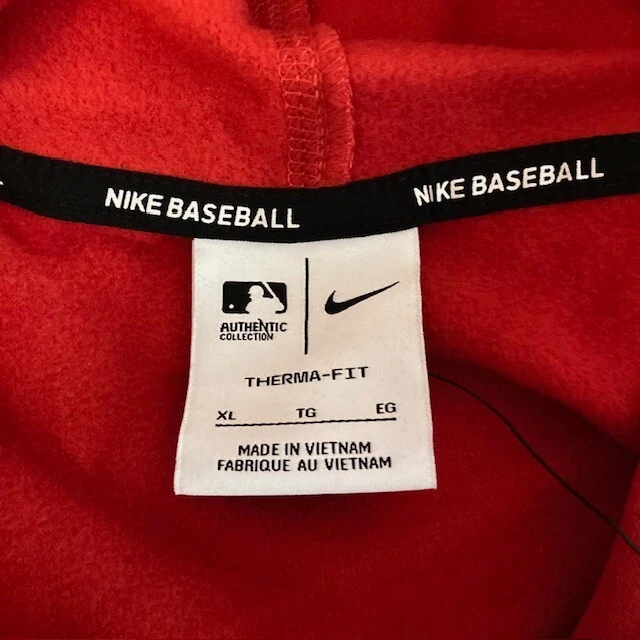 NIKE BASEBALL
NIKE BASEBALL
AUTHENTIC
COLLECTION
THERMA-FIT
XL TG EG
MADE IN VIETNAM
FABRIQUE AU VIETNAM